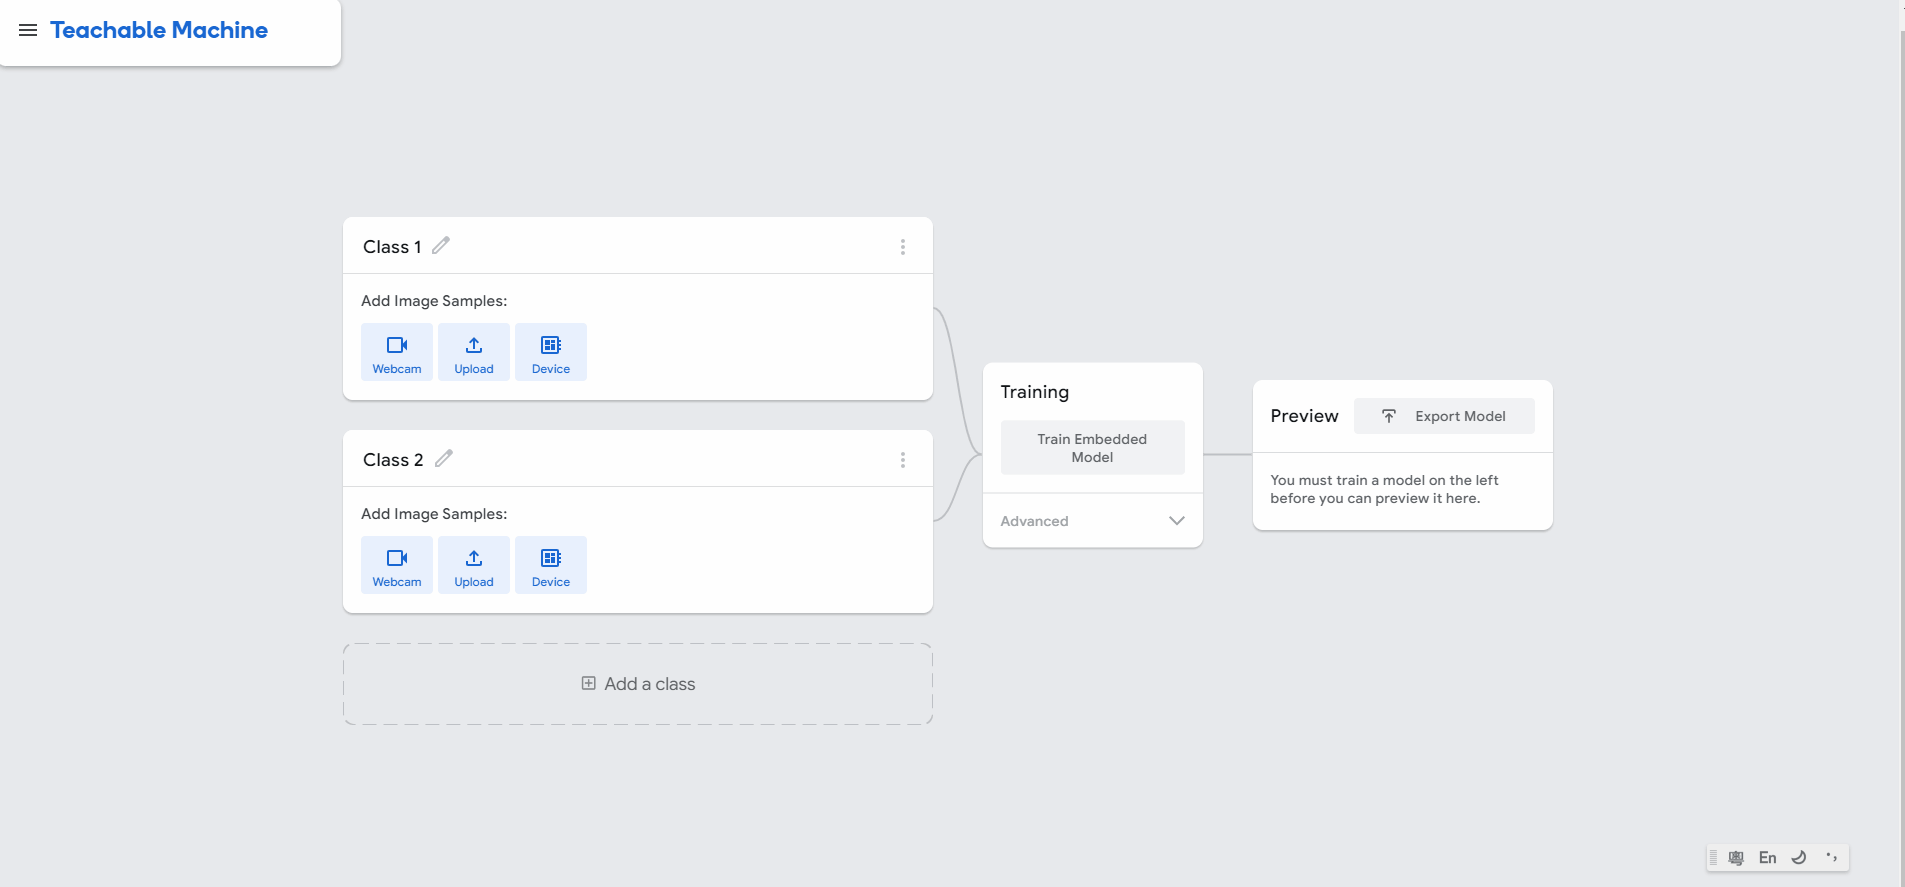 Teachable Machine
Class 1
Add Image Samples:
Webcam
Upload
Device
Class 2
Add Image Samples:
Webcam
Upload
Device
Add a class
Training
Train Embedded
Model
Advanced
Preview
Export Model
You must train a model on the left
before you can preview it here.
粵 En